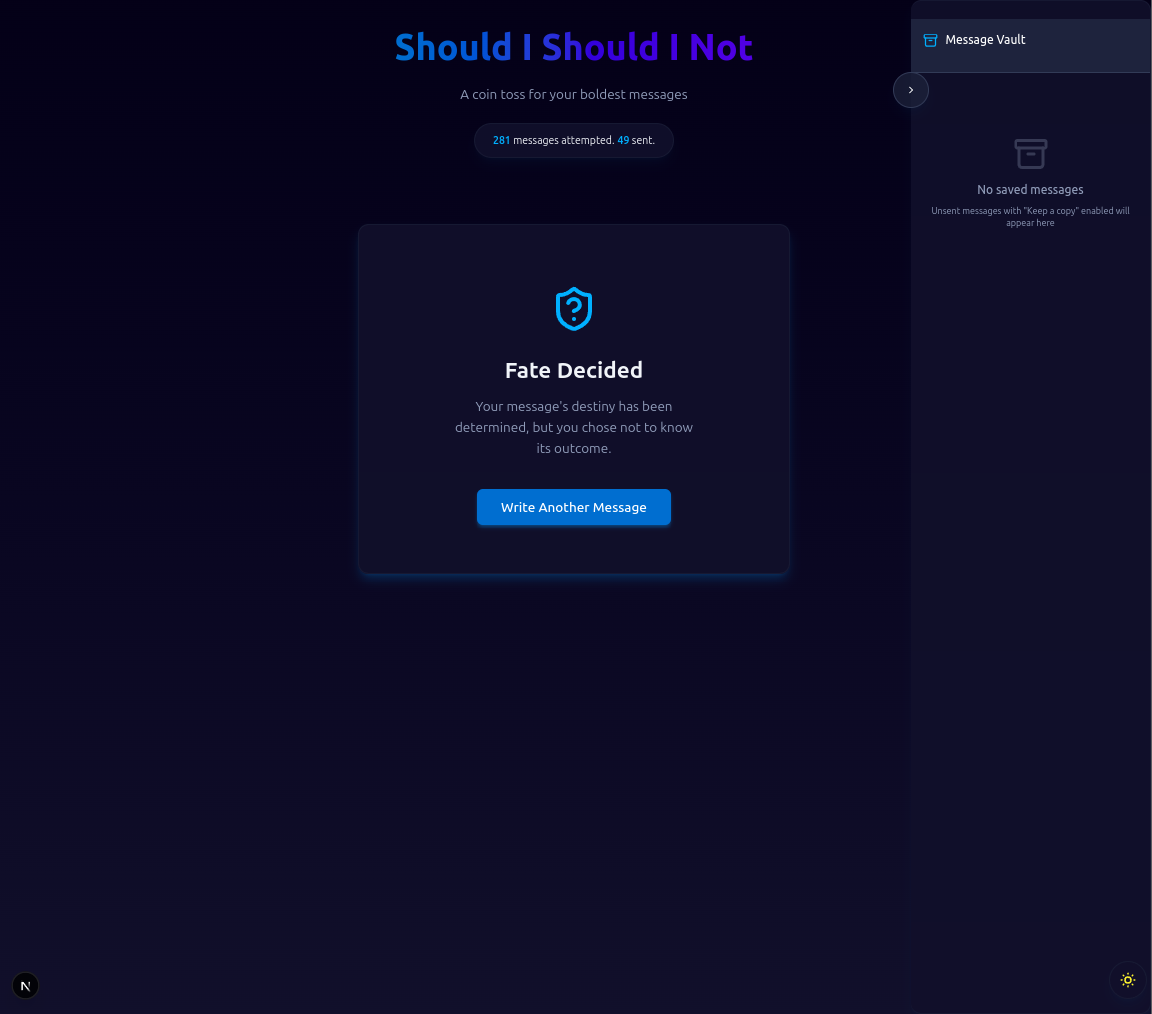 Should I Should I Not
A coin toss for your boldest messages
281 messages attempted. 49 sent.
Fate Decided
Your message's destiny has been
determined, but you chose not to know
its outcome.
Write Another Message
Message Vault
No saved messages
Unsent messages with "Keep a copy" enabled will
appear here
N